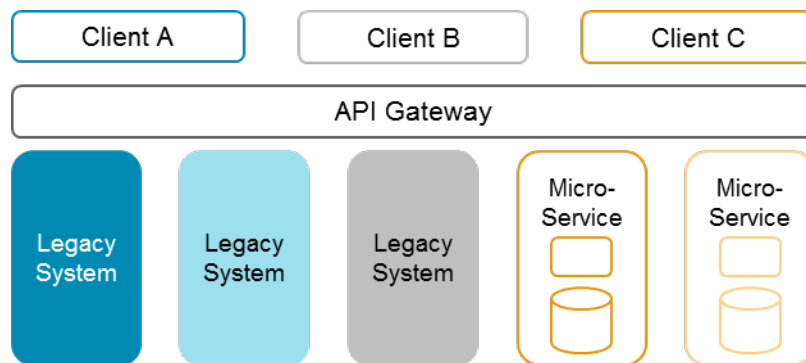 Client A
Client B
Client C
API Gateway
Legacy
System
Legacy
System
Legacy
System
Micro-
Service
Micro-
Service